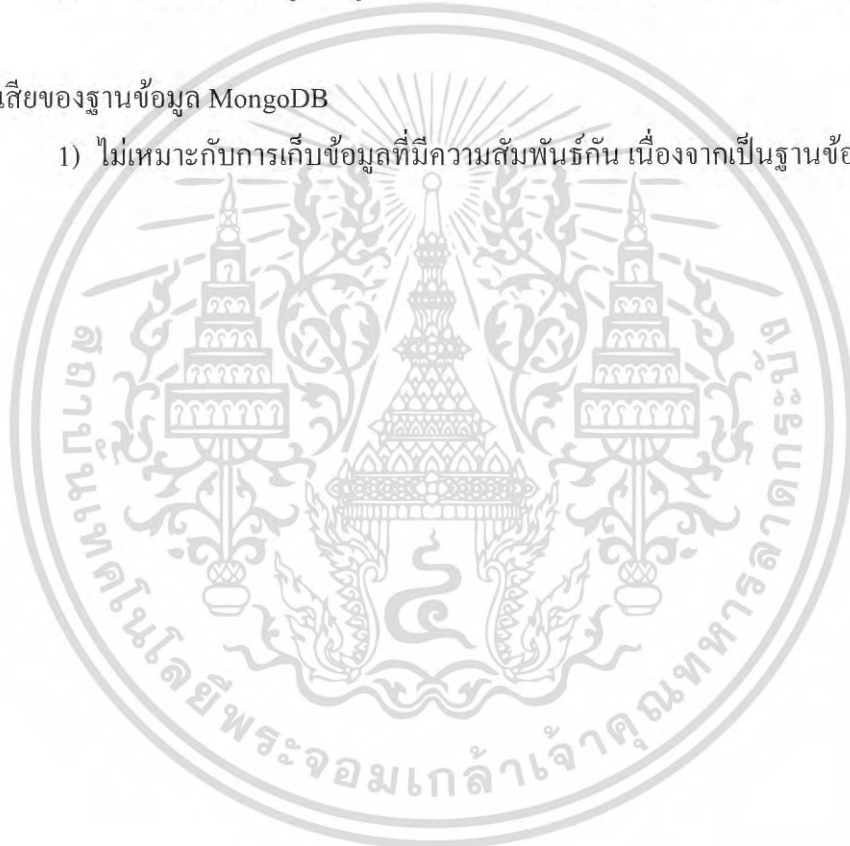 เสียของฐานข้อมูล MongoDB
1) ไม่เหมาะกับการเก็บข้อมูลที่มีความสัมพันธ์กัน เนื่องจากเป็นฐานข้อ
สถาบันเทคโนโลยีพระจอมเกล้าเจ้าคุณทหารลาดกระบัง